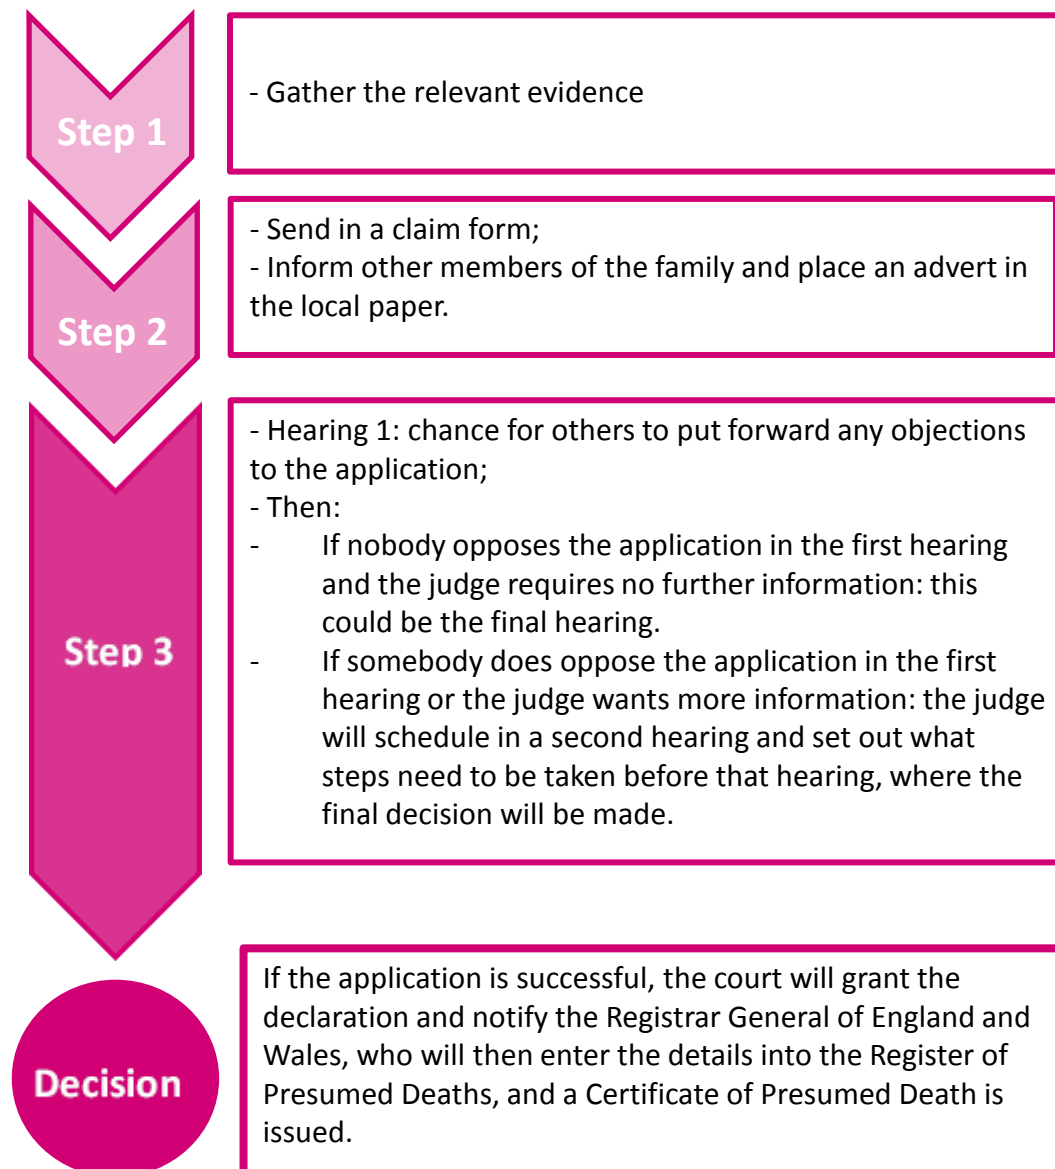 Step 1
- Gather the relevant evidence
Step 2
- Send in a claim form;
- Inform other members of the family and place an advert in
the local paper.
Step 3
- Hearing 1: chance for others to put forward any objections
to the application;
- Then:
- If nobody opposes the application in the first hearing
and the judge requires no further information: this
could be the final hearing.
- If somebody does oppose the application in the first
hearing or the judge wants more information: the judge
will schedule in a second hearing and set out what
steps need to be taken before that hearing, where the
final decision will be made.
Decision
If the application is successful, the court will grant the
declaration and notify the Registrar General of England and
Wales, who will then enter the details into the Register of
Presumed Deaths, and a Certificate of Presumed Death is
issued.